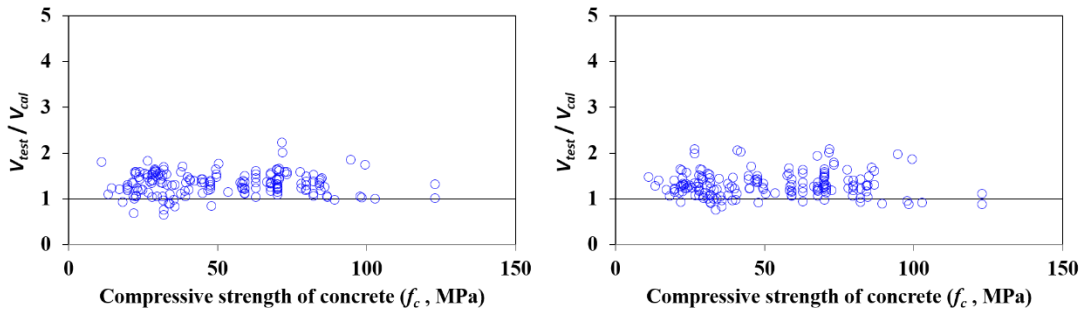 5
4
3
2
1
0
V_test / V_cal
0 50 100 150
Compressive strength of concrete (f_c , MPa)
5
4
3
2
1
0
V_test / V_cal
0 50 100 150
Compressive strength of concrete (f_c , MPa)